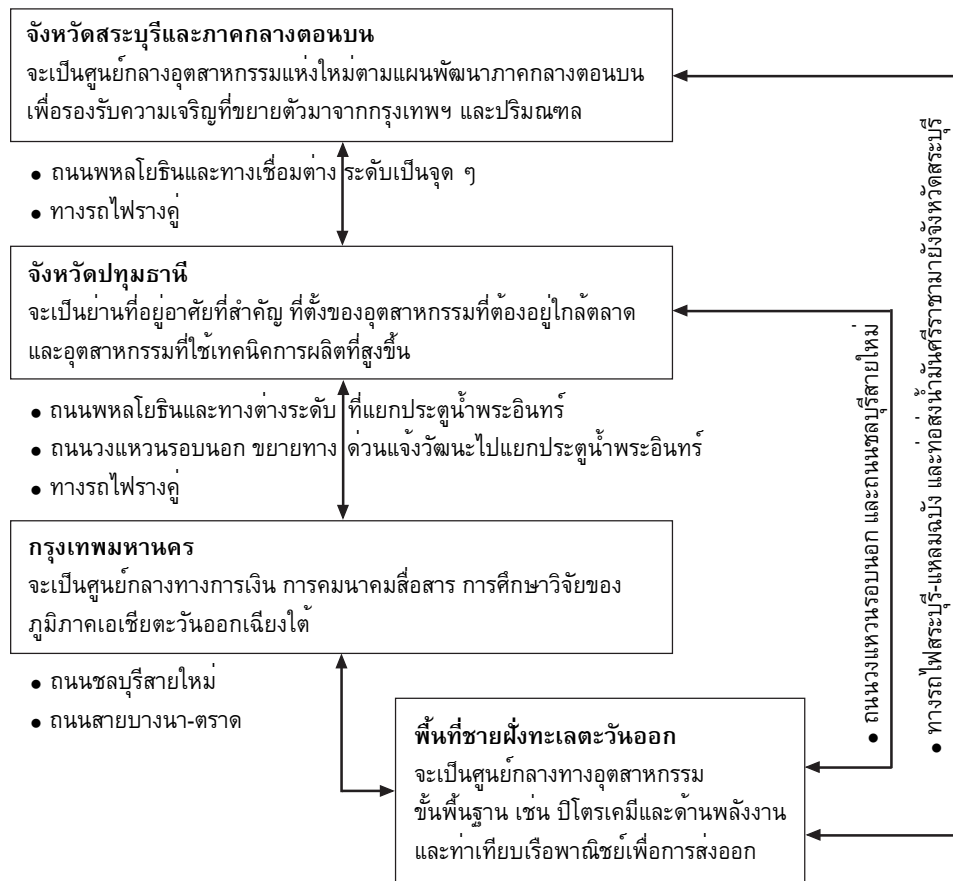 จังหวัดสระบุรีและภาคกลางตอนบน
จะเป็นศูนย์กลางอุตสาหกรรมแห่งใหม่ตามแผนพัฒนาภาคกลางตอนบน
เพื่อรองรับความเจริญที่ขยายตัวมาจากกรุงเทพฯ และปริมณฑล
• ถนนพหลโยธินและทางเชื่อมต่าง ระดับเป็นจุด ๆ
• ทางรถไฟรางคู่
จังหวัดปทุมธานี
จะเป็นย่านที่อยู่อาศัยที่สำคัญ ที่ตั้งของอุตสาหกรรมที่ต้องอยู่ใกล้ตลาด
และอุตสาหกรรมที่ใช้เทคนิคการผลิตที่สูงขึ้น
• ถนนพหลโยธินและทางต่างระดับ ที่แยกประตูน้ำพระอินทร์
• ถนนวงแหวนรอบนอก ขยายทาง ด่วนแจ้งวัฒนะไปแยกประตูน้ำพระอินทร์
• ทางรถไฟรางคู่
กรุงเทพมหานคร
จะเป็นศูนย์กลางทางการเงิน การคมนาคมสื่อสาร การศึกษาวิจัยของ
ภูมิภาคเอเชียตะวันออกเฉียงใต้
• ถนนชลบุรีสายใหม่
• ถนนสายบางนา-ตราด
พื้นที่ชายฝั่งทะเลตะวันออก
จะเป็นศูนย์กลางทางอุตสาหกรรม
ขั้นพื้นฐาน เช่น ปิโตรเคมีและด้านพลังงาน
และท่าเทียบเรือพาณิชย์เพื่อการส่งออก
• ถนนวงแหวนรอบนอก และถนนชลบุรีสายใหม่
• ทางรถไฟสระบุรี-แหลมฉบัง และท่อส่งน้ำมันศรีราชามายังจังหวัดสระบุรี